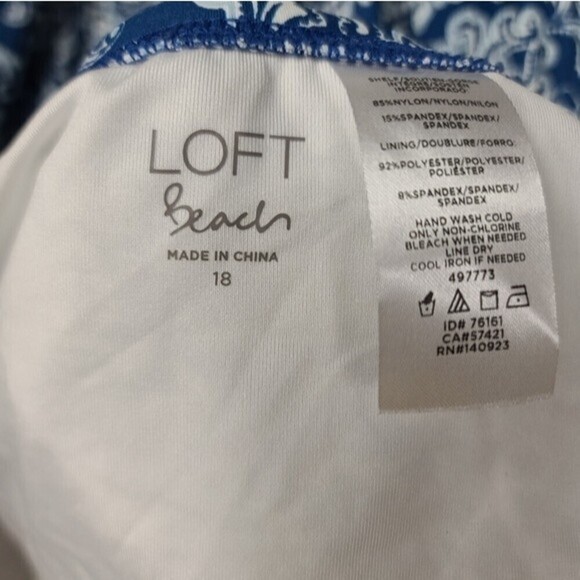 LOFT
Beach
MADE IN CHINA
18
INCORPORADO
85%NYLON/NYLON/NILON
15%SPANDEX/SPANDEX/
SPANDEX
LINING/DOUBLURE/FORRO:
92%POLYESTER/POLYESTER/
POLIÉSTER
8%SPANDEX/SPANDEX/
SPANDEX
HAND WASH COLD
ONLY NON-CHLORINE
BLEACH WHEN NEEDED
LINE DRY
COOL IRON IF NEEDED
497773
ID# 76161
CA#57421
RN#140923